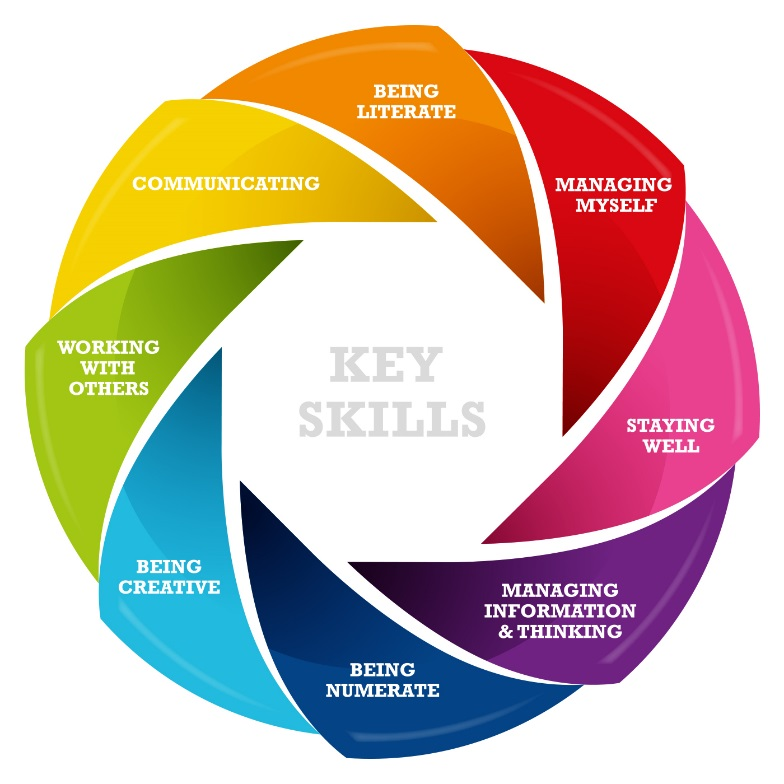 BEING
LITERATE
MANAGING
MYSELF
STAYING
WELL
MANAGING
INFORMATION
& THINKING
BEING
NUMERATE
BEING
CREATIVE
WORKING
WITH
OTHERS
COMMUNICATING
KEY
SKILLS